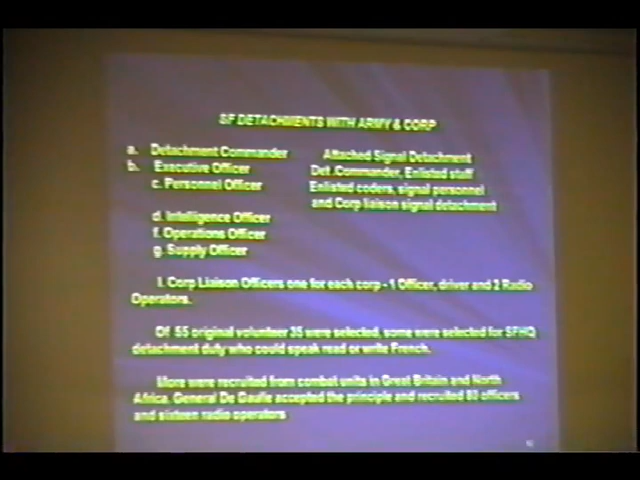 SF DETACHMENTS WITH ARMY & CORP
a. Detachment Commander Attached Signal Detachment
b. Executive Officer Det .Commander, Enlisted stuff
c. Personnel Officer Enlisted coders, signal personnel
and Corp liaison signal detachment
d. Intelligence Officer
f. Operations Officer
g. Supply Officer
I. Corp Liaison Officers one for each corp - 1 Officer, driver and 2 Radio
Operators.
Of 55 original volunteer 35 were selected, some were selected for SFHQ
detachment duty who could speak read or write French.
More were recruited from combat units in Great Britain and North
Africa. General De Gaulle accepted the principle and recruited 83 officers
and sixteen radio operators